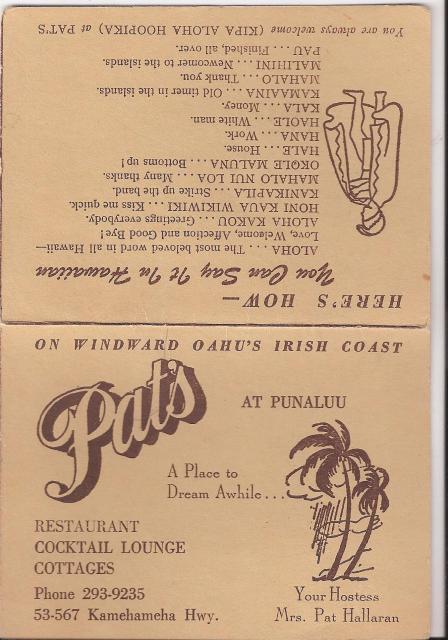 HERE'S HOW—
You Can Say It In Hawaiian
ALOHA . . . The most beloved word in all Hawaii—
Love, Welcome, Affection, Affinity and Good Bye!
ALOHA KAKOU . . . Greetings everybody.
HONI KAUA WIKIWIKI . . . Kiss me quick.
KANIKAPILA . . . Strike up the band.
MAHALO NUI LOA . . . Many thanks.
OKOLE MALUNA . . . Bottoms up!
HALE . . . House.
HANA . . . Work.
HAOLE . . . White man.
KALA . . . Money.
KAMAAINA . . . Old timer in the islands.
MAHALO . . . Thank you.
MALIHINI . . . Newcomer to the islands.
PAU . . . Finished, all over.
You are always welcome (KIPA ALOHA HOOPIKA) at PAT'S
ON WINDWARD OAHU'S IRISH COAST
Pat's
AT PUNALUU
A Place to
Dream Awhile . . .
RESTAURANT
COCKTAIL LOUNGE
COTTAGES
Phone 293-9235
53-567 Kamehameha Hwy.
Your Hostess
Mrs. Pat Hallaran